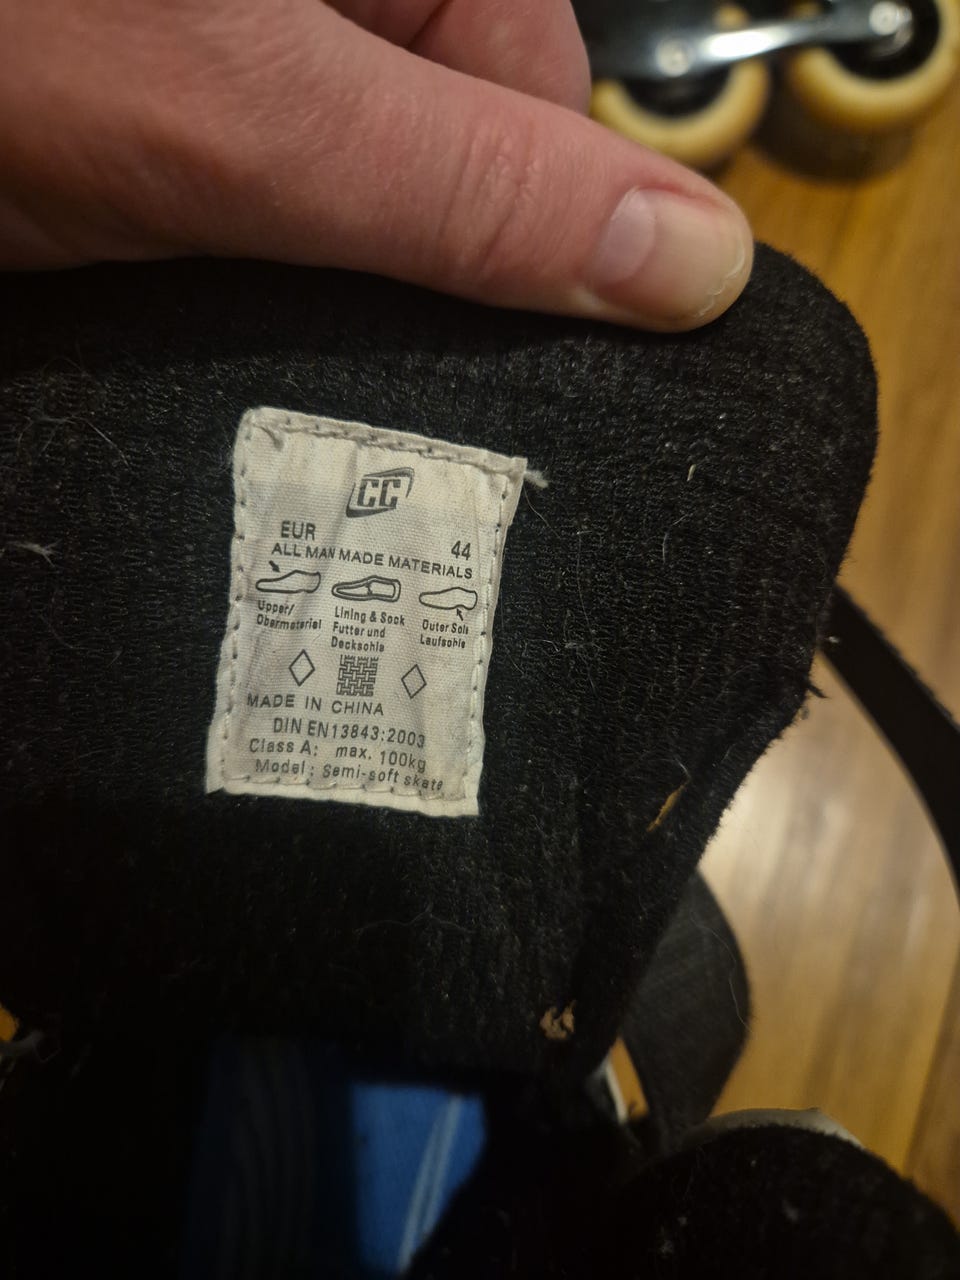 CC
EUR 44
ALL MAN MADE MATERIALS
Upper/
Obermaterial
Lining & Sock
Futter und
Decksohle
Outer Sole
Laufsohle
MADE IN CHINA
DIN EN13843:2003
Class A: max. 100kg
Model: Semi-soft skate